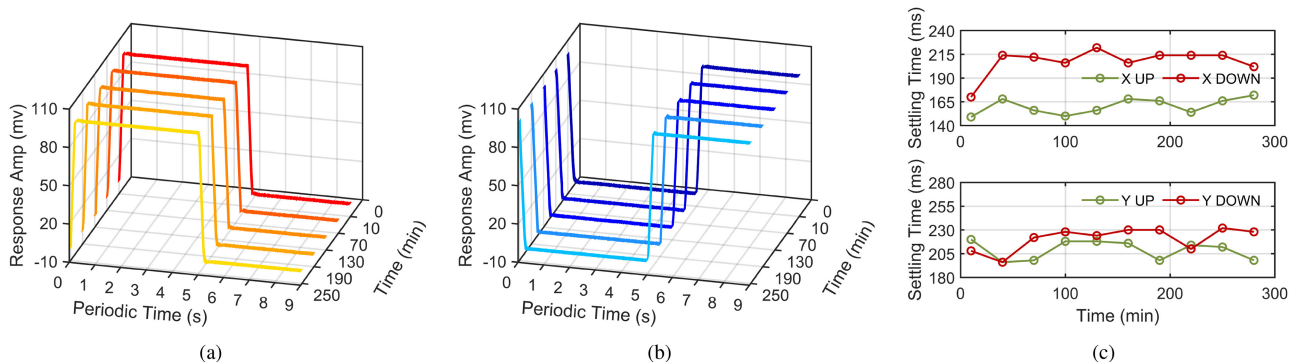 110
80
50
20
-10
Response Amp (mv)
0 1 2 3 4 5 6 7 8 9
Periodic Time (s)
0
10
70
130
190
250
Time (min)
(a)
110
80
50
20
-10
Response Amp (mv)
0 1 2 3 4 5 6 7 8 9
Periodic Time (s)
0
10
70
130
190
250
Time (min)
(b)
Settling Time (ms)
240
215
190
165
140
X UP X DOWN
0 100 200 300
Settling Time (ms)
280
255
230
205
180
Y UP Y DOWN
0 100 200 300
Time (min)
(c)